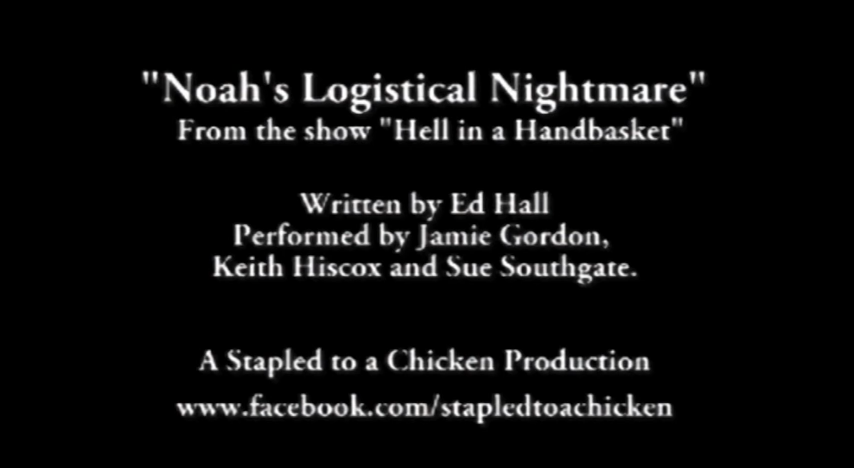 "Noah's Logistical Nightmare"
From the show "Hell in a Handbasket"
Written by Ed Hall
Performed by Jamie Gordon,
Keith Hiscox and Sue Southgate.
A Stapled to a Chicken Production
www.facebook.com/stapledtoachicken